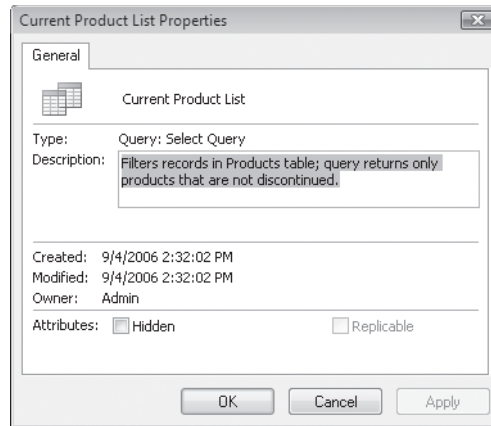 Current Product List Properties
General
Current Product List
Type: Query: Select Query
Description: Filters records in Products table; query returns only
products that are not discontinued.
Created: 9/4/2006 2:32:02 PM
Modified: 9/4/2006 2:32:02 PM
Owner: Admin
Attributes: Hidden Replicable
OK Cancel Apply